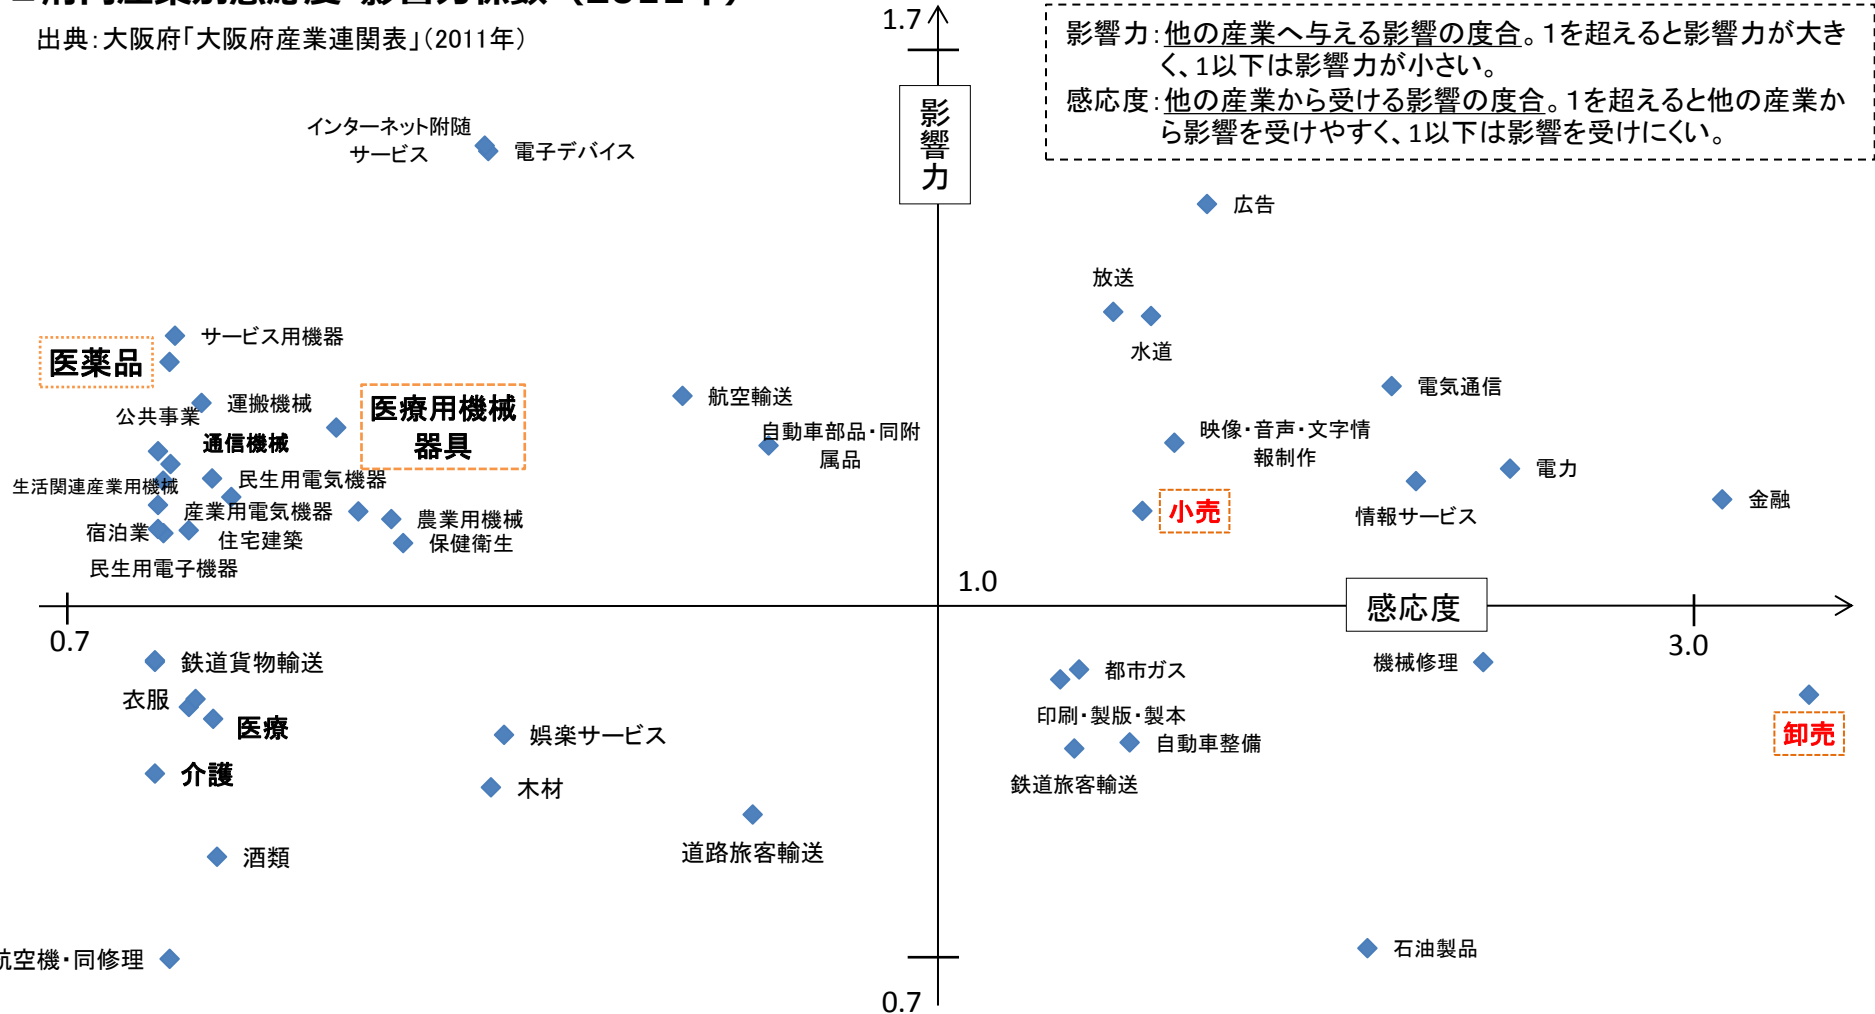 出典：大阪府「大阪府産業連関表」（2011年）
1.7
影響力：他の産業へ与える影響の度合。1を超えると影響力が大き
く、1以下は影響力が小さい。
感応度：他の産業から受ける影響の度合。1を超えると他の産業か
ら影響を受けやすく、1以下は影響を受けにくい。
影響力
インターネット附随
サービス
電子デバイス
広告
放送
水道
サービス用機器
医薬品
電気通信
航空輸送
運搬機械
医療用機械
器具
公共事業
通信機械
自動車部品・同附
属品
映像・音声・文字情
報制作
電力
民生用電気機器
生活関連産業用機械
金融
小売
情報サービス
産業用電気機器
農業用機械
宿泊業
住宅建築
保健衛生
民生用電子機器
1.0
感応度
0.7
3.0
鉄道貨物輸送
都市ガス
機械修理
衣服
医療
印刷・製版・製本
娯楽サービス
自動車整備
卸売
介護
木材
鉄道旅客輸送
道路旅客輸送
酒類
空機・同修理
石油製品
0.7